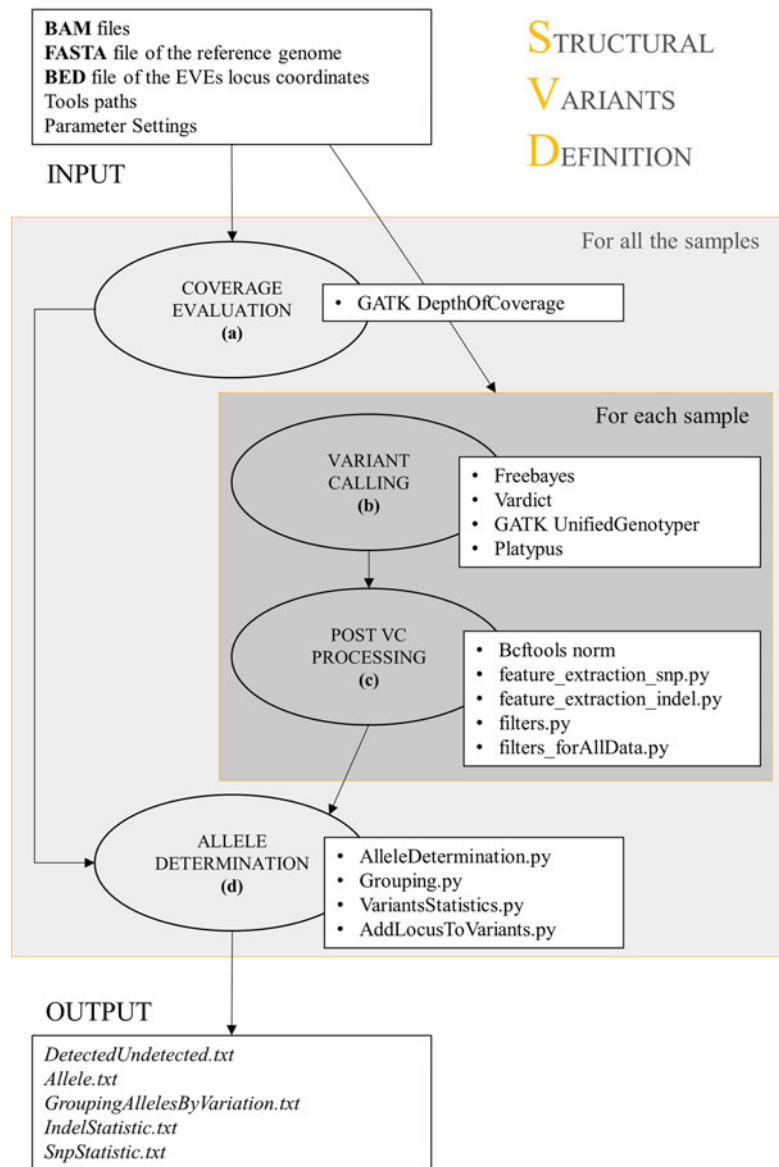 BAM files
FASTA file of the reference genome
BED file of the EVEs locus coordinates
Tools paths
Parameter Settings
STRUCTURAL
VARIANTS
DEFINITION
INPUT
For all the samples
COVERAGE
EVALUATION
(a)
• GATK DepthOfCoverage
For each sample
VARIANT
CALLING
(b)
• Freebayes
• Vardict
• GATK UnifiedGenotyper
• Platypus
POST VC
PROCESSING
(c)
• Bcftools norm
• feature_extraction_snp.py
• feature_extraction_indel.py
• filters.py
• filters_forAllData.py
ALLELE
DETERMINATION
(d)
• AlleleDetermination.py
• Grouping.py
• VariantsStatistics.py
• AddLocusToVariants.py
OUTPUT
DetectedUndetected.txt
Allele.txt
GroupingAllelesByVariation.txt
IndelStatistic.txt
SnpStatistic.txt